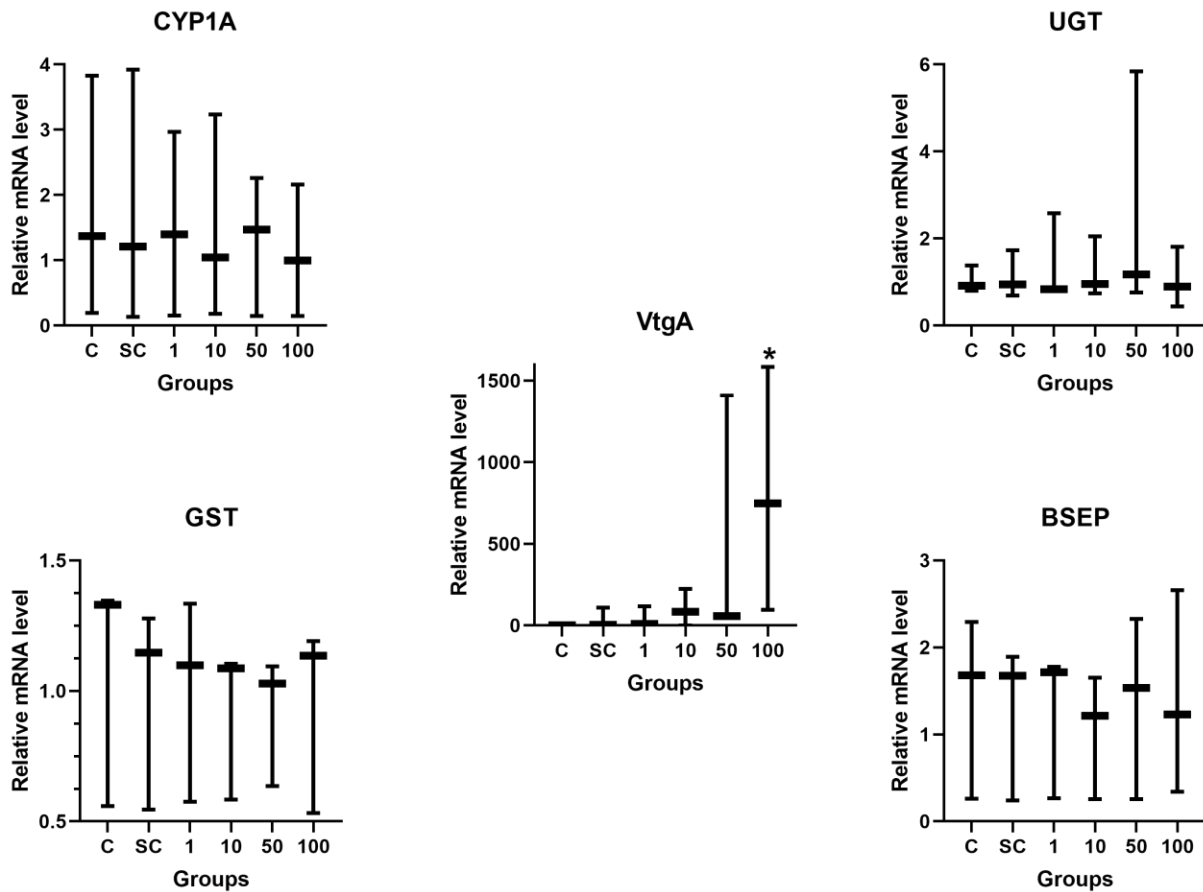 CYP1A
Relative mRNA level
4
3
2
1
0
C SC 1 10 50 100
Groups
UGT
Relative mRNA level
6
4
2
0
C SC 1 10 50 100
Groups
VtgA
*
Relative mRNA level
1500
1000
500
0
C SC 1 10 50 100
Groups
GST
Relative mRNA level
1.5
1.0
0.5
C SC 1 10 50 100
Groups
BSEP
Relative mRNA level
3
2
1
0
C SC 1 10 50 100
Groups